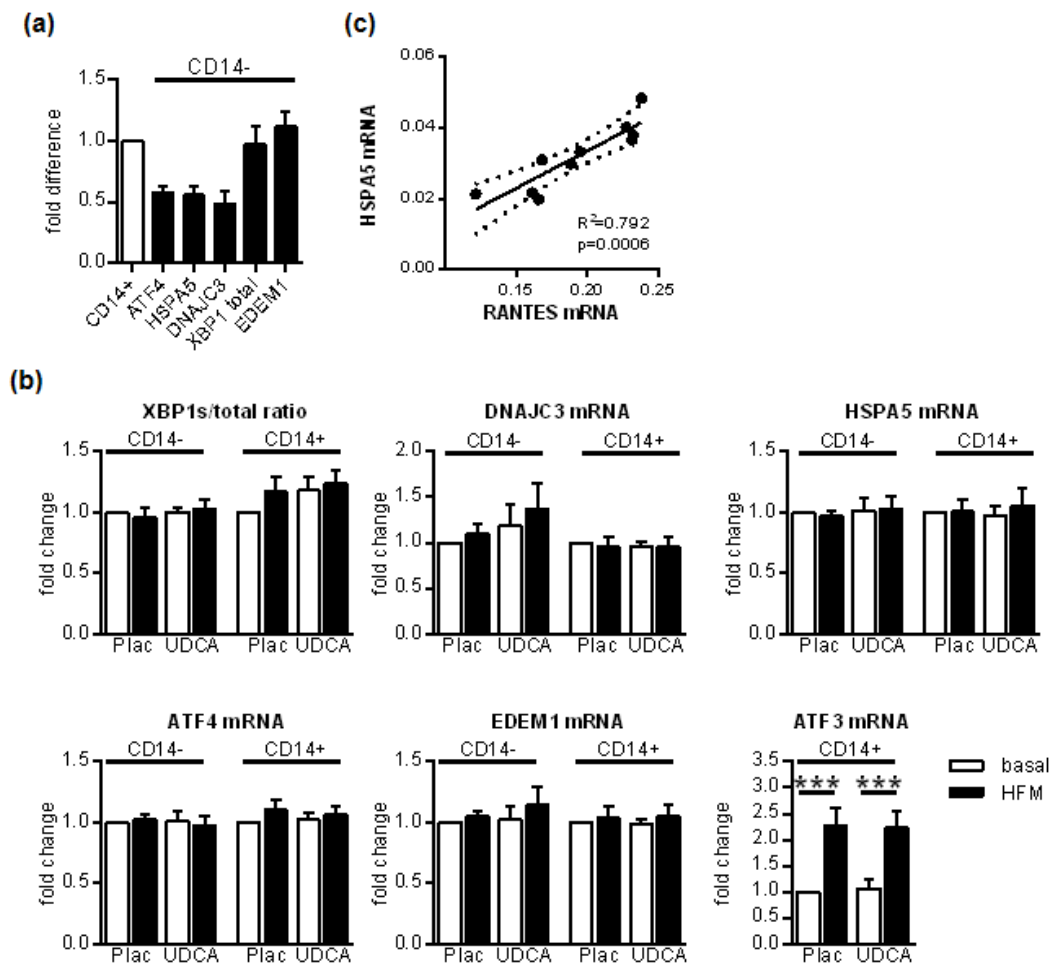 (a)
CD14-
fold difference
1.5
1.0
0.5
0.0
CD14+
ATF4
HSPA5
DNAJC3
XBP1 total
EDEM1
(c)
HSPA5 mRNA
0.06
0.04
0.02
0.00
R²=0.792
p=0.0006
0.15
0.20
0.25
RANTES mRNA
(b)
XBP1s/total ratio
CD14-
CD14+
fold change
1.5
1.0
0.5
0.0
Plac
UDCA
Plac
UDCA
DNAJC3 mRNA
CD14-
CD14+
fold change
2.0
1.5
1.0
0.5
0.0
Plac
UDCA
Plac
UDCA
HSPA5 mRNA
CD14-
CD14+
fold change
1.5
1.0
0.5
0.0
Plac
UDCA
Plac
UDCA
ATF4 mRNA
CD14-
CD14+
fold change
1.5
1.0
0.5
0.0
Plac
UDCA
Plac
UDCA
EDEM1 mRNA
CD14-
CD14+
fold change
1.5
1.0
0.5
0.0
Plac
UDCA
Plac
UDCA
ATF3 mRNA
CD14+
fold change
3.5
3.0
2.5
2.0
1.5
1.0
0.5
0.0
***
***
Plac
UDCA
basal
HFM